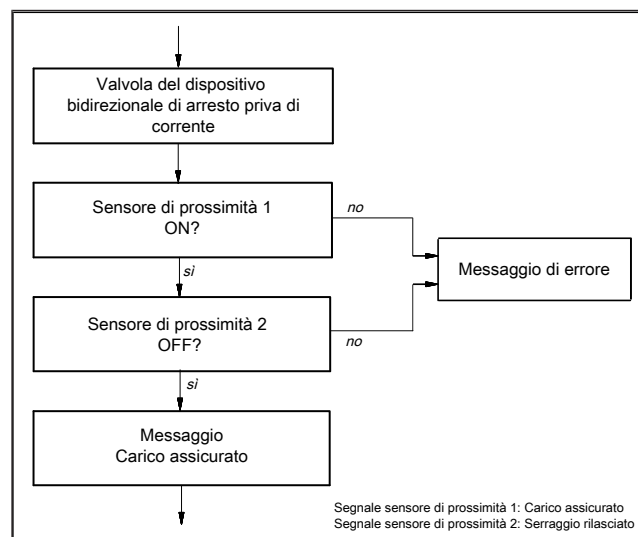 Valvola del dispositivo
bidirezionale di arresto priva di
corrente
Sensore di prossimità 1
ON?
no
Messaggio di errore
sì
Sensore di prossimità 2
OFF?
no
sì
Messaggio
Carico assicurato
Segnale sensore di prossimità 1: Carico assicurato
Segnale sensore di prossimità 2: Serraggio rilasciato